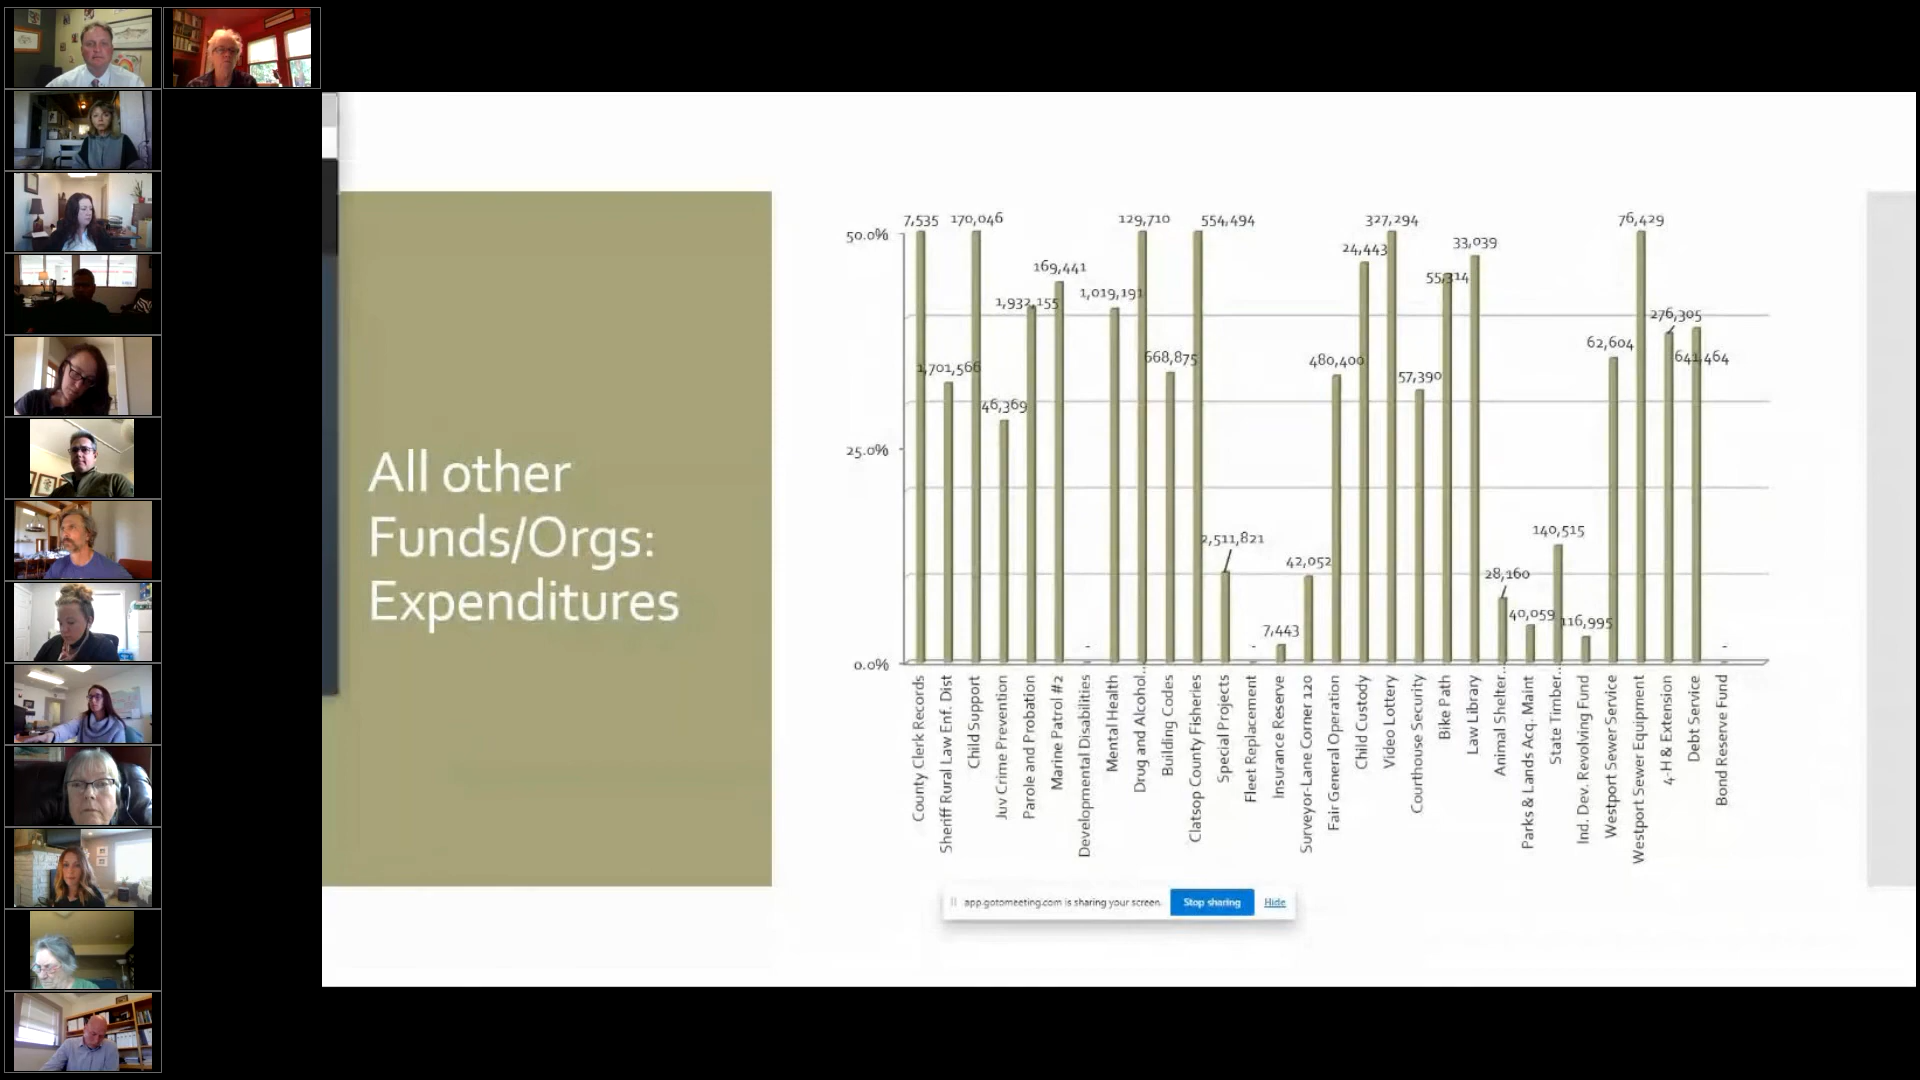 All other
Funds/Orgs:
Expenditures
50.0%
25.0%
0.0%
7,535
1,701,566
170,046
46,369
1,932,155
169,441
-
1,019,191
129,710
668,875
554,494
2,511,821
-
7,443
42,052
480,400
24,443
327,294
57,390
55,314
33,039
28,160
40,059
140,515
116,995
62,604
76,429
276,305
641,464
-
County Clerk Records
Sheriff Rural Law Enf. Dist
Child Support
Juv Crime Prevention
Parole and Probation
Marine Patrol #2
Developmental Disabilities
Mental Health
Drug and Alcohol...
Building Codes
Clatsop County Fisheries
Special Projects
Fleet Replacement
Insurance Reserve
Surveyor-Lane Corner 120
Fair General Operation
Child Custody
Video Lottery
Courthouse Security
Bike Path
Law Library
Animal Shelter...
Parks & Lands Acq. Maint
State Timber...
Ind. Dev. Revolving Fund
Westport Sewer Service
Westport Sewer Equipment
4-H & Extension
Debt Service
Bond Reserve Fund
app.gotomeeting.com is sharing your screen. Stop sharing Hide